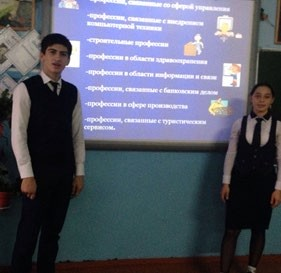 -профессии, связанные со сферой управления
-профессии, связанные с внедрением
компьютерной техники
-строительные профессии
-профессии в области здравоохранения
-профессии в области информации и связи
-профессии, связанные с банковским делом
-профессии в сфере производства
-профессии, связанные с туристическим
сервисом.